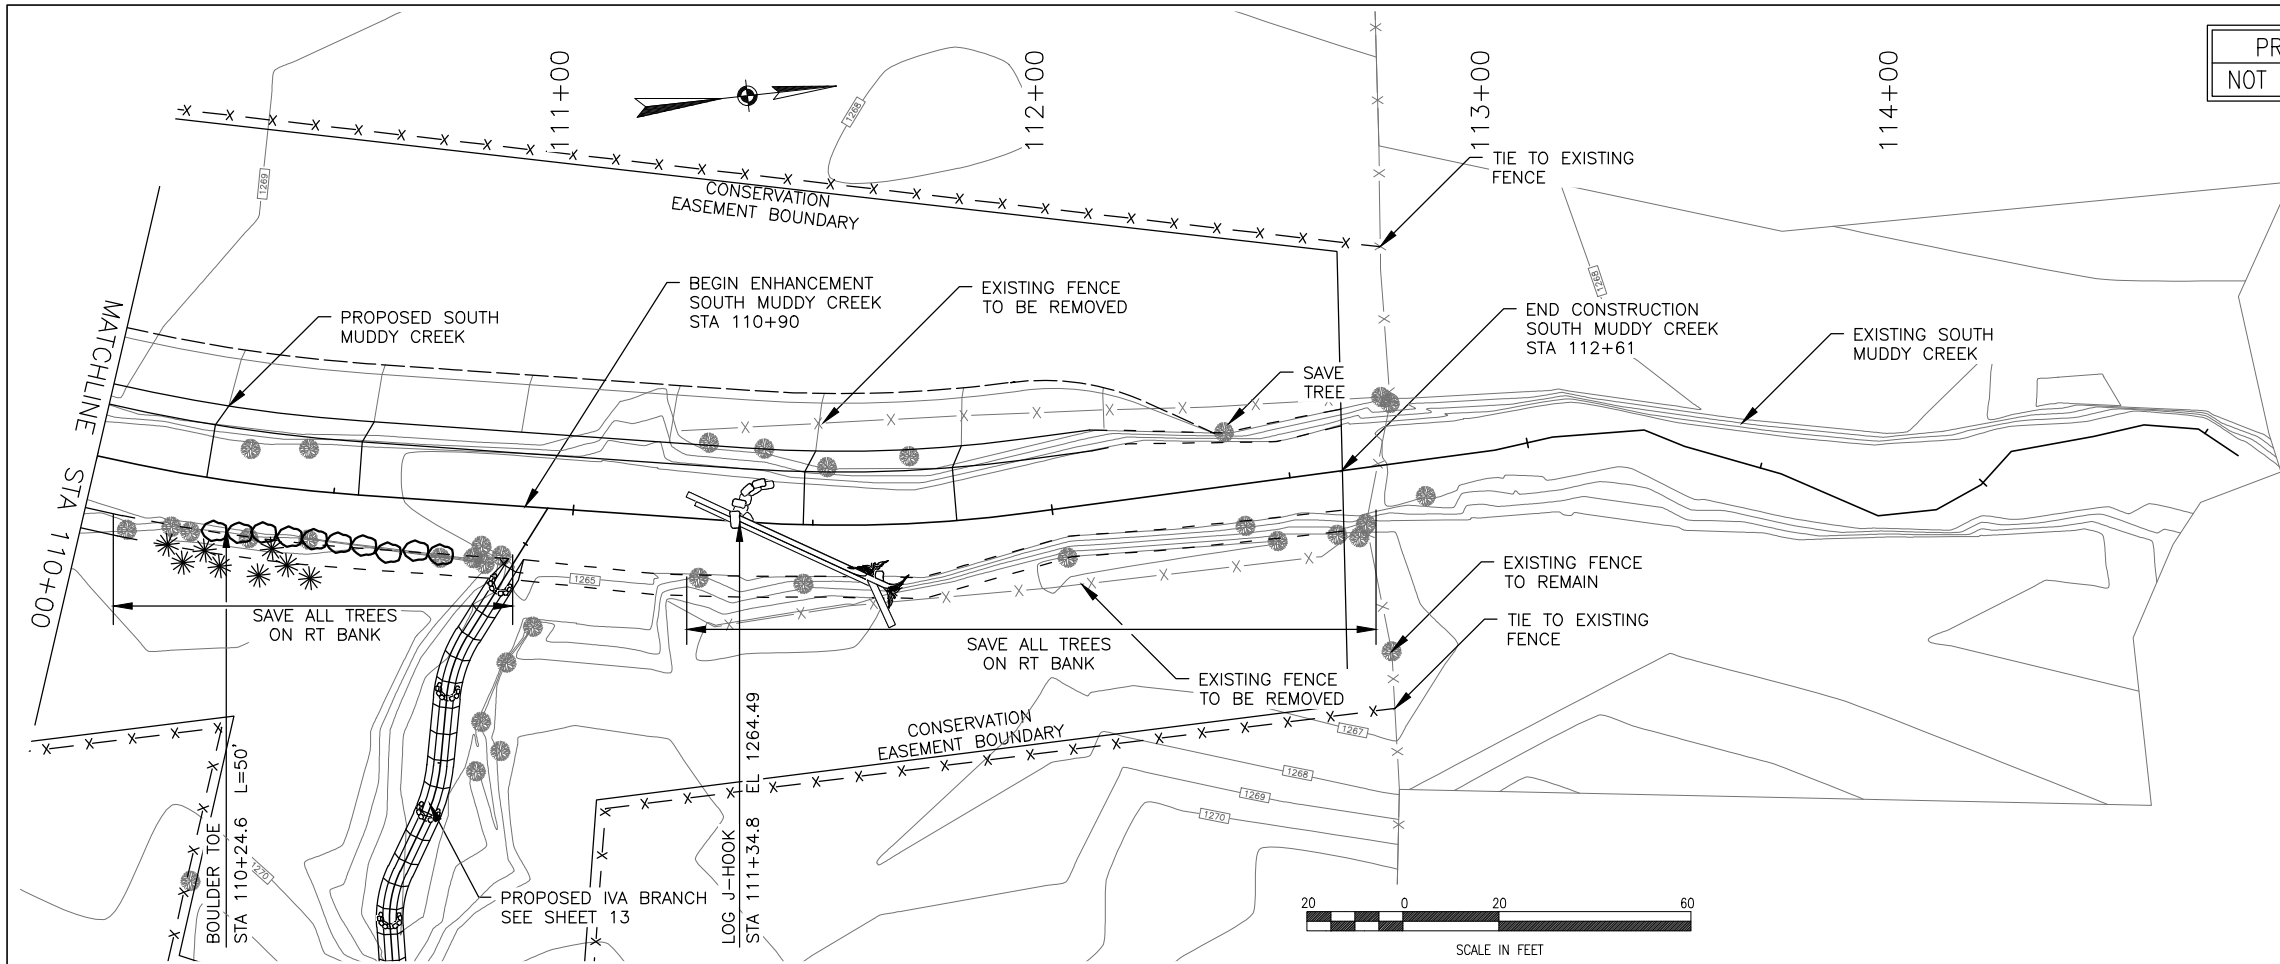 111+00
112+00
113+00
114+00
PR
NOT
1268
1269
TIE TO EXISTING
FENCE
CONSERVATION
EASEMENT BOUNDARY
1268
BEGIN ENHANCEMENT
SOUTH MUDDY CREEK
STA 110+90
EXISTING FENCE
TO BE REMOVED
END CONSTRUCTION
SOUTH MUDDY CREEK
STA 112+61
EXISTING SOUTH
MUDDY CREEK
PROPOSED SOUTH
MUDDY CREEK
MATCHLINE STA 110+00
SAVE
TREE
EXISTING FENCE
TO REMAIN
1265
SAVE ALL TREES
ON RT BANK
SAVE ALL TREES
ON RT BANK
TIE TO EXISTING
FENCE
EXISTING FENCE
TO BE REMOVED
CONSERVATION
EASEMENT BOUNDARY
1267
1268
1269
1270
1270
BOULDER TOE
STA 110+24.6 L=50'
LOG J-HOOK
STA 111+34.8 EL 1264.49
PROPOSED IVA BRANCH
SEE SHEET 13
20 0 20 60
SCALE IN FEET
X X X X X X X X X X X X X X X X X X X X X X X X X X X X